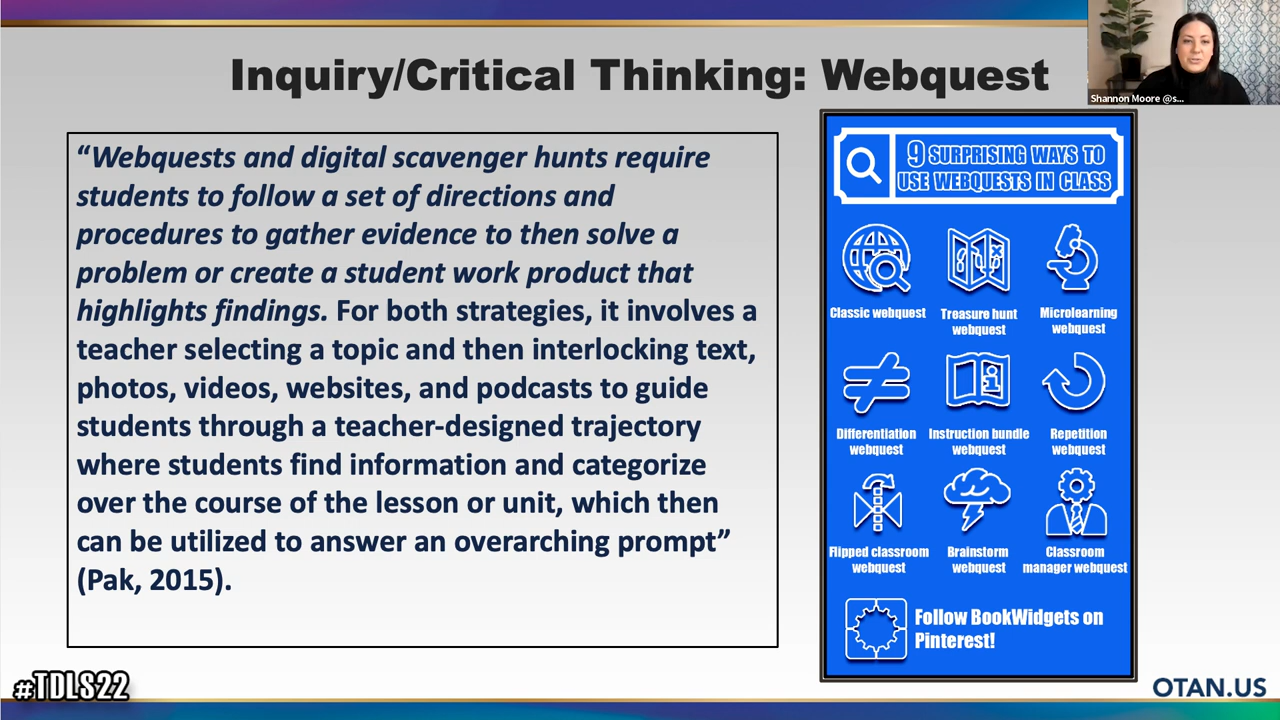 Inquiry/Critical Thinking: Webquest
Shannon Moore @s...
“Webquests and digital scavenger hunts require
students to follow a set of directions and
procedures to gather evidence to then solve a
problem or create a student work product that
highlights findings. For both strategies, it involves a
teacher selecting a topic and then interlocking text,
photos, videos, websites, and podcasts to guide
students through a teacher-designed trajectory
where students find information and categorize
over the course of the lesson or unit, which then
can be utilized to answer an overarching prompt”
(Pak, 2015).
9 SURPRISING WAYS TO
USE WEBQUESTS IN CLASS
Classic webquest
Treasure hunt
webquest
Microlearning
webquest
Differentiation
webquest
Instruction bundle
webquest
Repetition
webquest
Flipped classroom
webquest
Brainstorm
webquest
Classroom
manager webquest
Follow BookWidgets on
Pinterest!
#TDLS22
OTAN.US